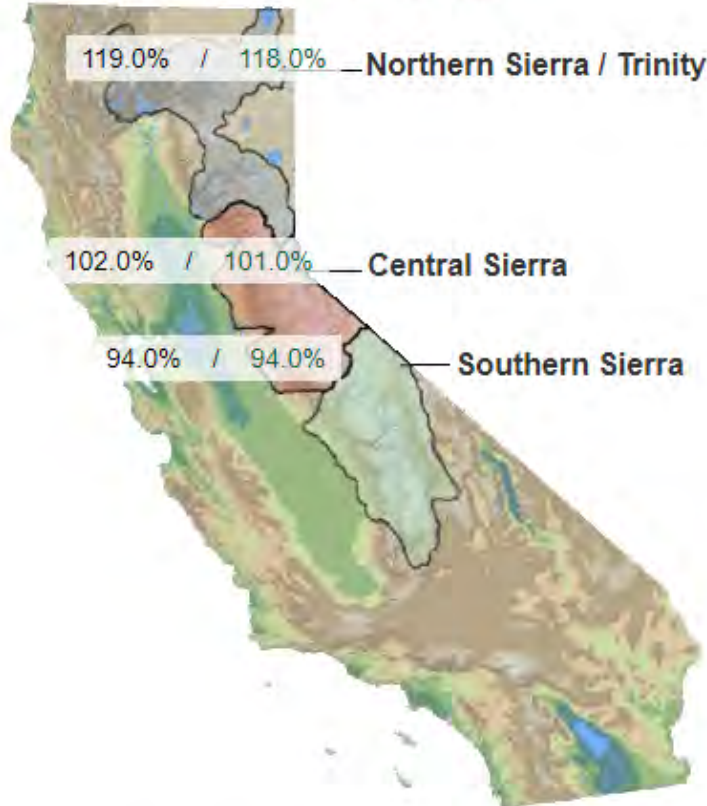 119.0% / 118.0% Northern Sierra / Trinity
102.0% / 101.0% Central Sierra
94.0% / 94.0% Southern Sierra